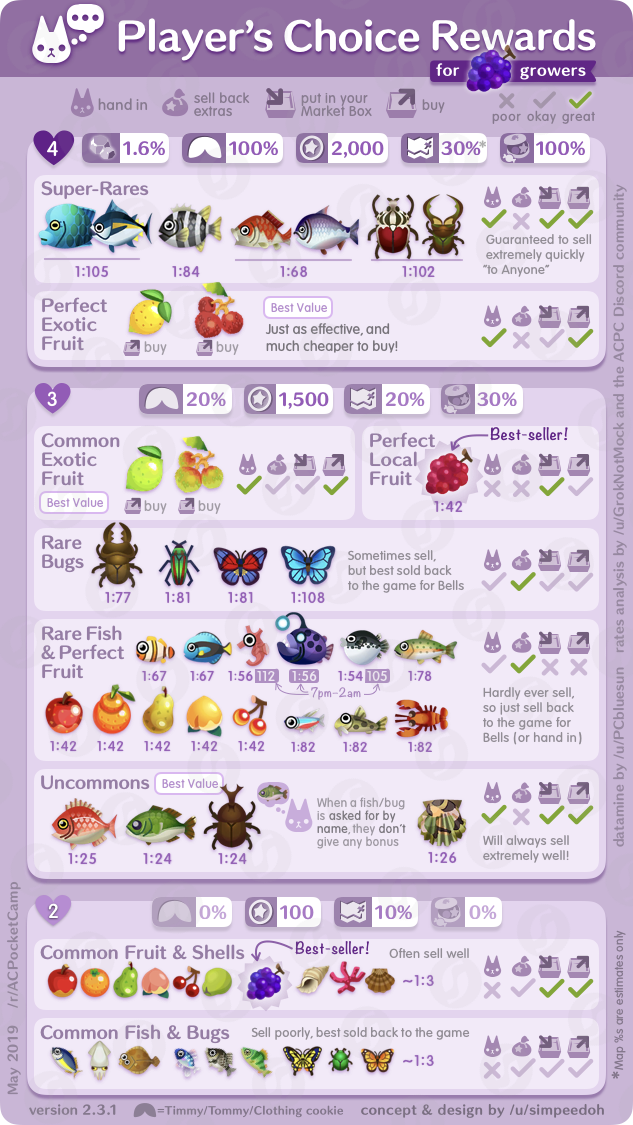 Player's Choice Rewards
for growers
hand in
sell back
extras
put in your
Market Box
buy
poor okay great
4
1.6%
100%
2,000
30%*
100%
Super-Rares
1:105
1:84
1:68
1:102
Guaranteed to sell
extremely quickly
"to Anyone"
Perfect
Exotic
Fruit
buy
buy
Best Value
Just as effective, and
much cheaper to buy!
3
20%
1,500
20%
30%
Common
Exotic
Fruit
Best Value
buy
buy
Perfect
Local
Fruit
Best-seller!
1:42
Rare
Bugs
1:77
1:81
1:81
1:108
Sometimes sell,
but best sold back
to the game for Bells
Rare Fish
& Perfect
Fruit
1:67
1:67
1:56 112
1:56
1:54 105
1:78
7pm-2am
1:42
1:42
1:42
1:42
1:42
1:82
1:82
1:82
Hardly ever sell,
so just sell back
to the game for
Bells (or hand in)
Uncommons
Best Value
1:25
1:24
1:24
When a fish/bug
is asked for by
name, they don't
give any bonus
1:26
Will always sell
extremely well!
2
0%
100
10%
0%
Common Fruit & Shells
Best-seller!
Often sell well
~1:3
Common Fish & Bugs
Sell poorly, best sold back to the game
~1:3
version 2.3.1
=Timmy/Tommy/Clothing cookie
concept & design by /u/simpeedoh
May 2019 /r/ACPocketCamp
datamine by /u/PCbluesun rates analysis by /u/GrokNotMock and the ACPC Discord community
*Map %s are estimates only